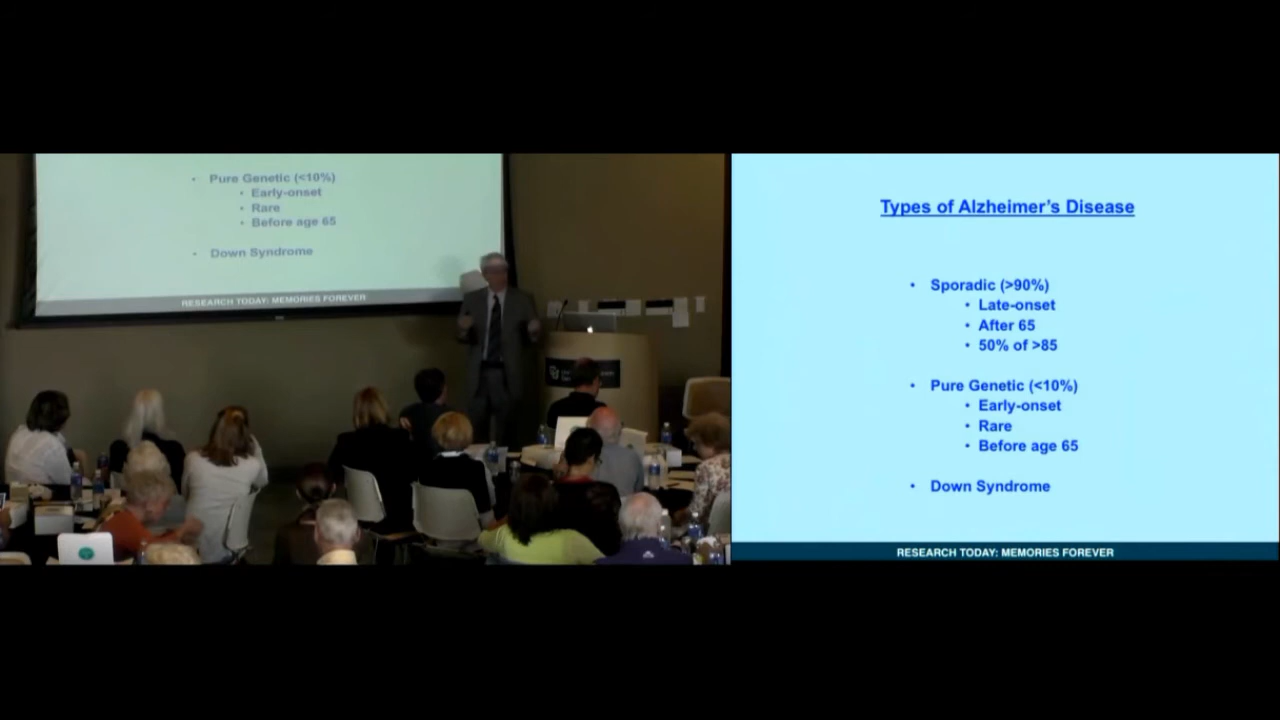 • Pure Genetic (<10%)
• Early-onset
• Rare
• Before age 65
• Down Syndrome
RESEARCH TODAY: MEMORIES FOREVER
Types of Alzheimer's Disease
• Sporadic (>90%)
• Late-onset
• After 65
• 50% of >85
• Pure Genetic (<10%)
• Early-onset
• Rare
• Before age 65
• Down Syndrome
RESEARCH TODAY: MEMORIES FOREVER